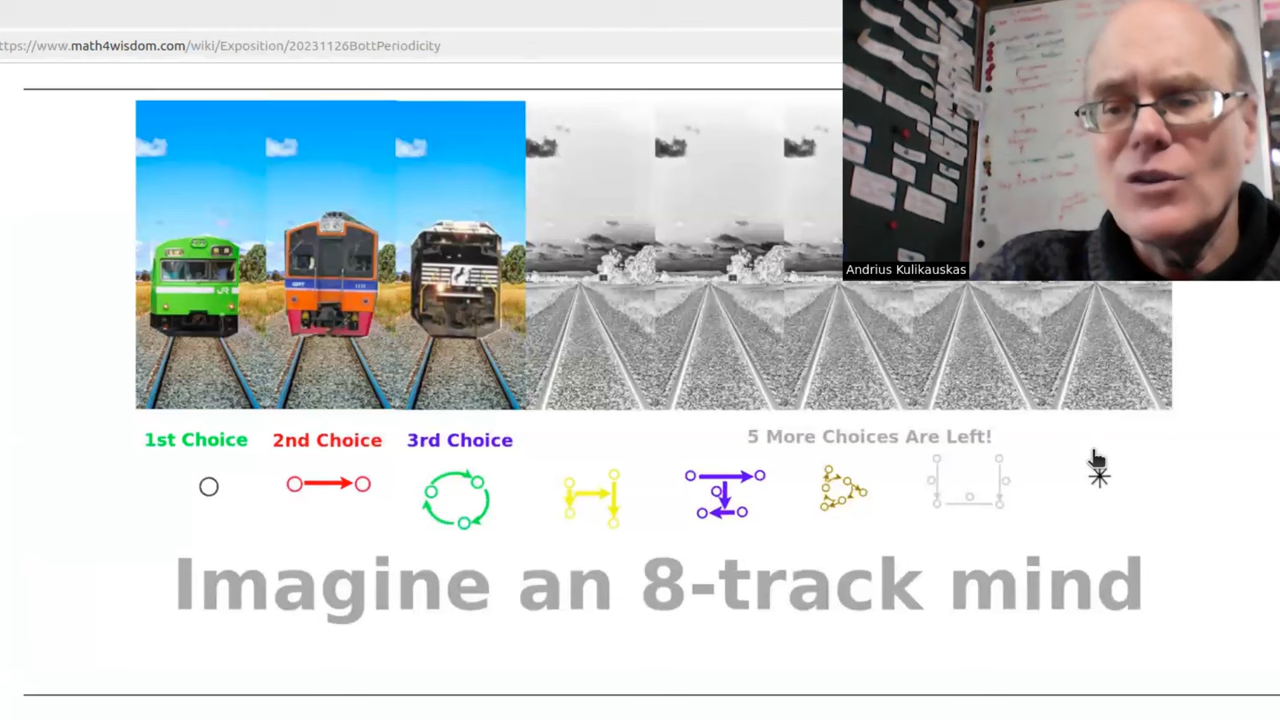 ttps://www.math4wisdom.com/wiki/Exposition/20231126BottPeriodicity
Andrius Kulikauskas
JR
1st Choice
2nd Choice
3rd Choice
5 More Choices Are Left!
Imagine an 8-track mind